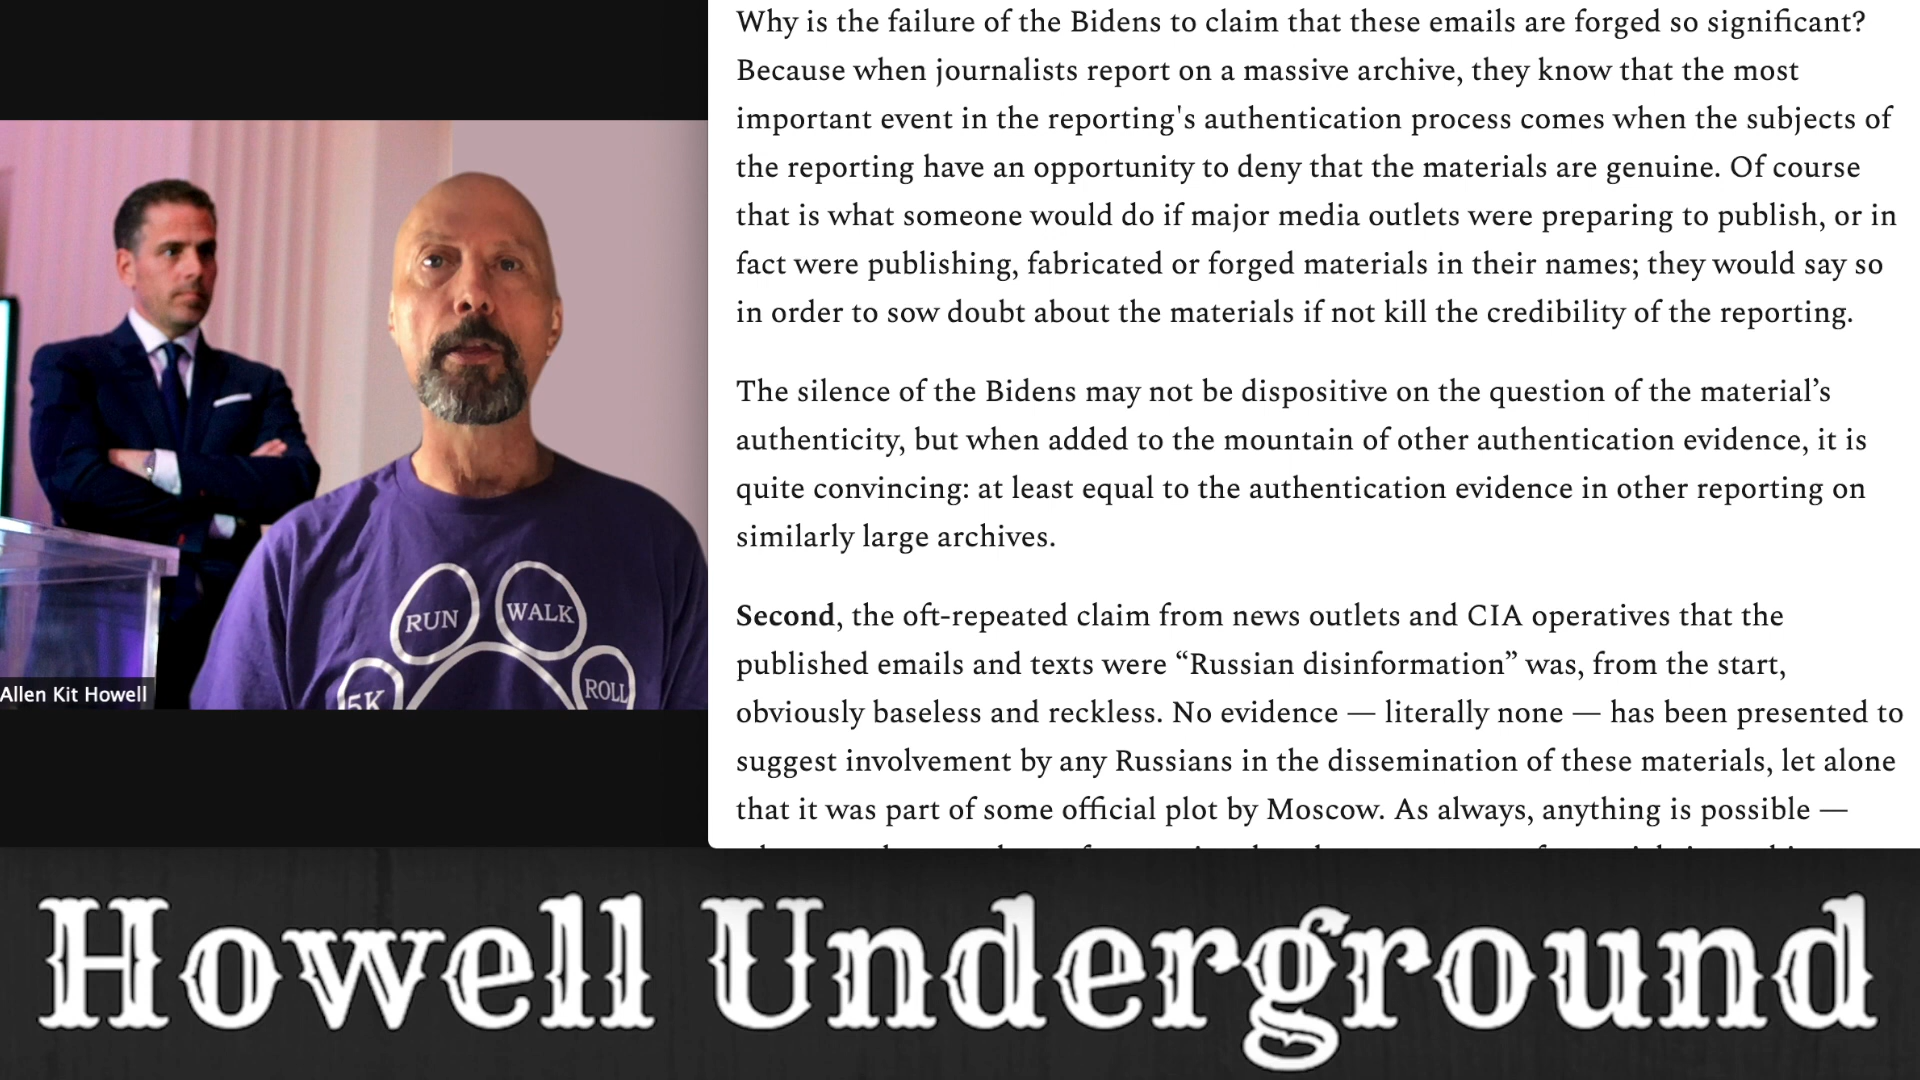 Why is the failure of the Bidens to claim that these emails are forged so significant?
Because when journalists report on a massive archive, they know that the most
important event in the reporting's authentication process comes when the subjects of
the reporting have an opportunity to deny that the materials are genuine. Of course
that is what someone would do if major media outlets were preparing to publish, or in
fact were publishing, fabricated or forged materials in their names; they would say so
in order to sow doubt about the materials if not kill the credibility of the reporting.
The silence of the Bidens may not be dispositive on the question of the material’s
authenticity, but when added to the mountain of other authentication evidence, it is
quite convincing: at least equal to the authentication evidence in other reporting on
similarly large archives.
Second, the oft-repeated claim from news outlets and CIA operatives that the
published emails and texts were “Russian disinformation” was, from the start,
obviously baseless and reckless. No evidence — literally none — has been presented to
suggest involvement by any Russians in the dissemination of these materials, let alone
that it was part of some official plot by Moscow. As always, anything is possible —
RUN
WALK
5K
ROLL
Allen Kit Howell
Howell Underground